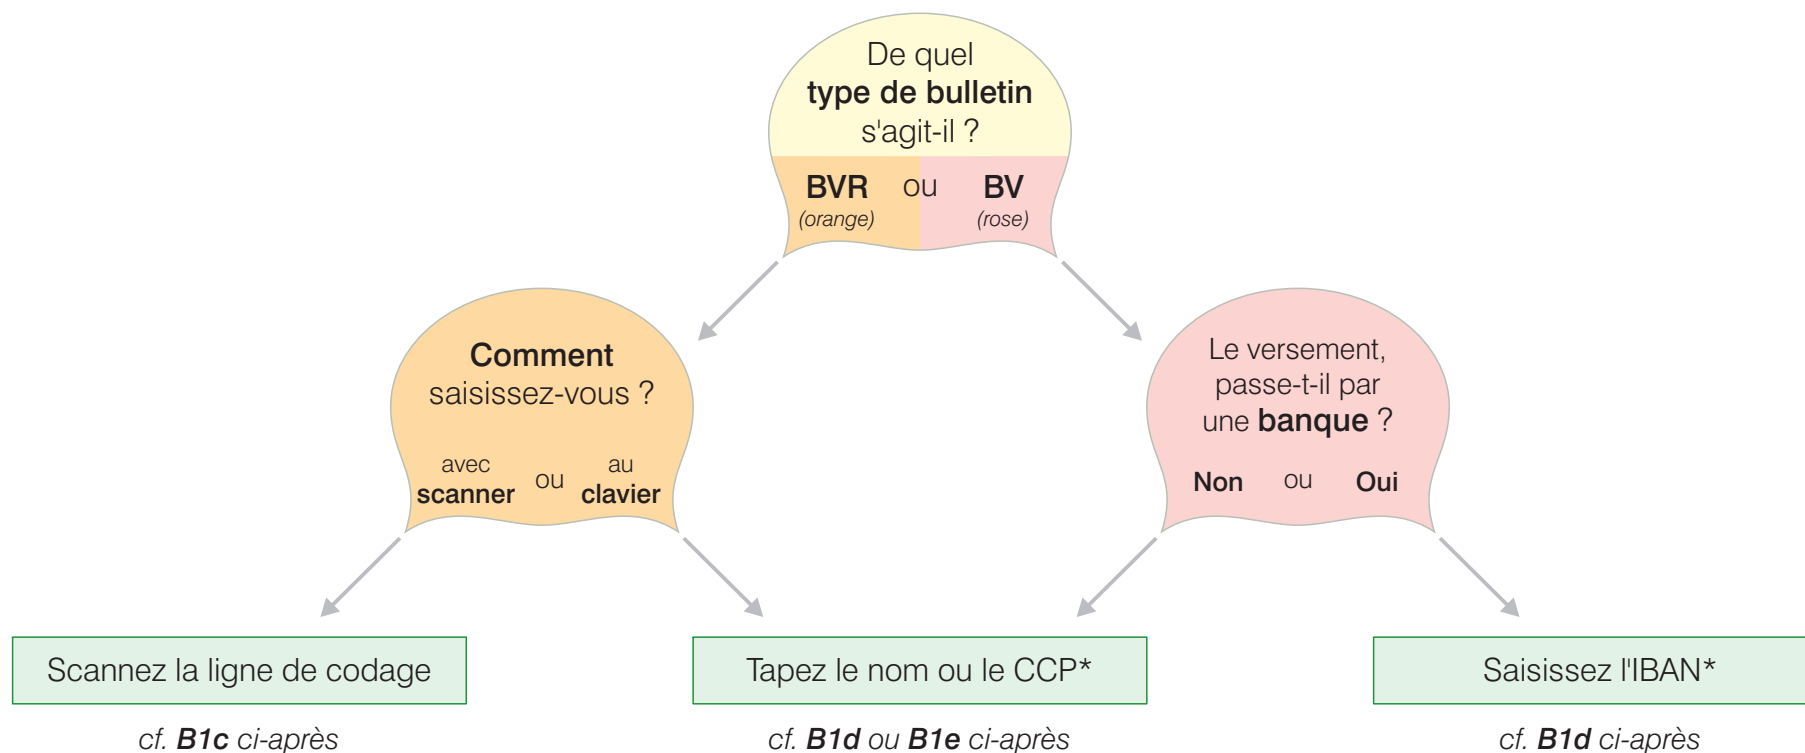 De quel
type de bulletin
s'agit-il ?
BVR ou BV
(orange) (rose)
Comment
saisissez-vous ?
avec ou au
scanner clavier
Le versement,
passe-t-il par
une banque ?
Non ou Oui
Scannez la ligne de codage
cf. B1c ci-après
Tapez le nom ou le CCP*
cf. B1d ou B1e ci-après
Saisissez l'IBAN*
cf. B1d ci-après